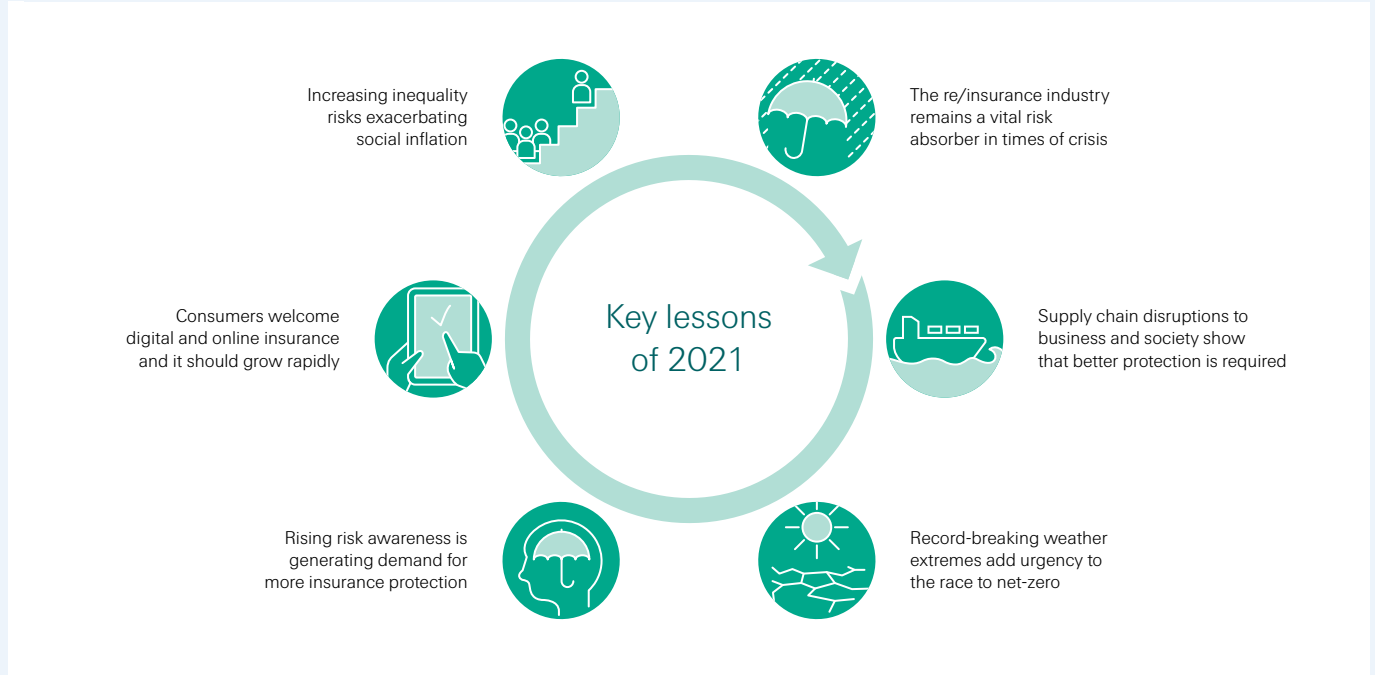 Key lessons
of 2021
The re/insurance industry
remains a vital risk
absorber in times of crisis
Supply chain disruptions to
business and society show
that better protection is required
Record-breaking weather
extremes add urgency to
the race to net-zero
Rising risk awareness is
generating demand for
more insurance protection
Consumers welcome
digital and online insurance
and it should grow rapidly
Increasing inequality
risks exacerbating
social inflation